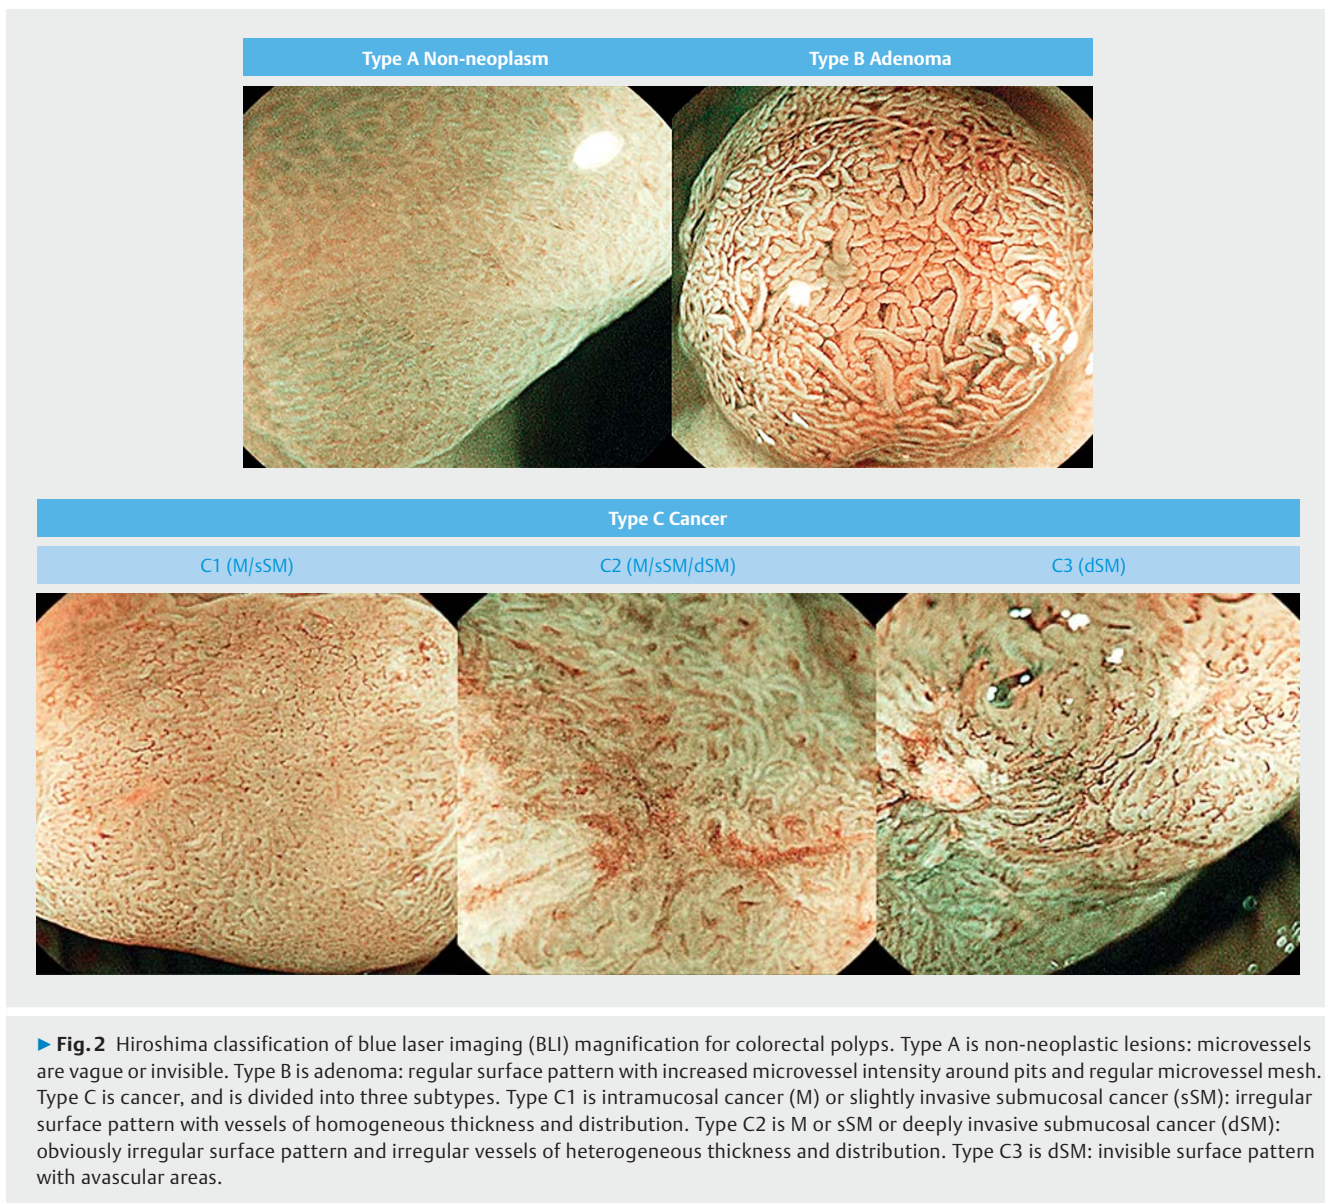 Type A Non-neoplasm
Type B Adenoma
Type C Cancer
C1 (M/sSM)
C2 (M/sSM/dSM)
C3 (dSM)
▶ Fig. 2 Hiroshima classification of blue laser imaging (BLI) magnification for colorectal polyps. Type A is non-neoplastic lesions: microvessels
are vague or invisible. Type B is adenoma: regular surface pattern with increased microvessel intensity around pits and regular microvessel mesh.
Type C is cancer, and is divided into three subtypes. Type C1 is intramucosal cancer (M) or slightly invasive submucosal cancer (sSM): irregular
surface pattern with vessels of homogeneous thickness and distribution. Type C2 is M or sSM or deeply invasive submucosal cancer (dSM):
obviously irregular surface pattern and irregular vessels of heterogeneous thickness and distribution. Type C3 is dSM: invisible surface pattern
with avascular areas.